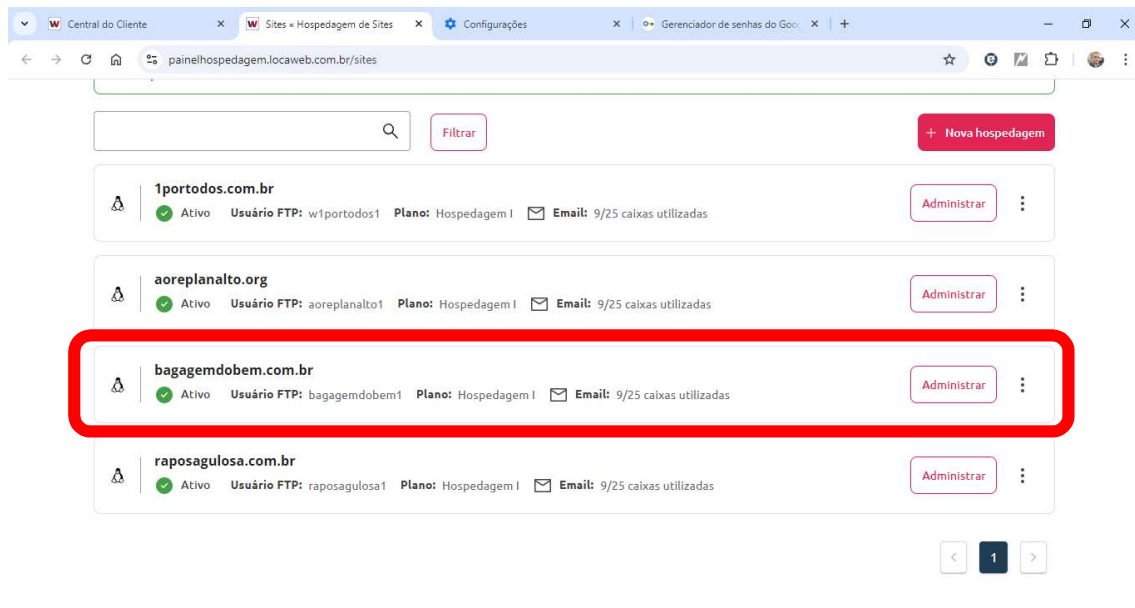 Central do Cliente
Sites « Hospedagem de Sites
Configurações
Gerenciador de senhas do Goo
painelhospedagem.locaweb.com.br/sites
Filtrar
+ Nova hospedagem
1portodos.com.br
Ativo Usuário FTP: w1portodos1 Plano: Hospedagem I Email: 9/25 caixas utilizadas
Administrar
aoreplanalto.org
Ativo Usuário FTP: aoreplanalto1 Plano: Hospedagem I Email: 9/25 caixas utilizadas
Administrar
bagagemdobem.com.br
Ativo Usuário FTP: bagagemdobem1 Plano: Hospedagem I Email: 9/25 caixas utilizadas
Administrar
raposagulosa.com.br
Ativo Usuário FTP: raposagulosa1 Plano: Hospedagem I Email: 9/25 caixas utilizadas
Administrar
< 1 >